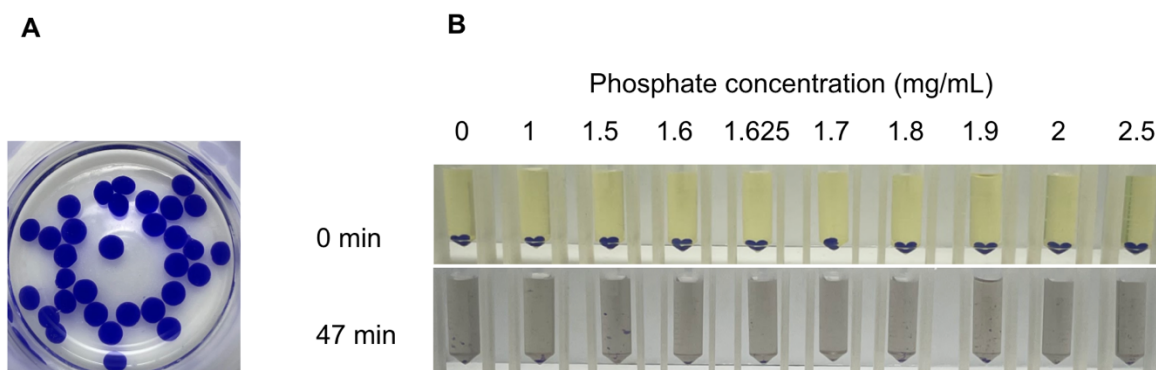 A
B
Phosphate concentration (mg/mL)
0 1 1.5 1.6 1.625 1.7 1.8 1.9 2 2.5
0 min
47 min